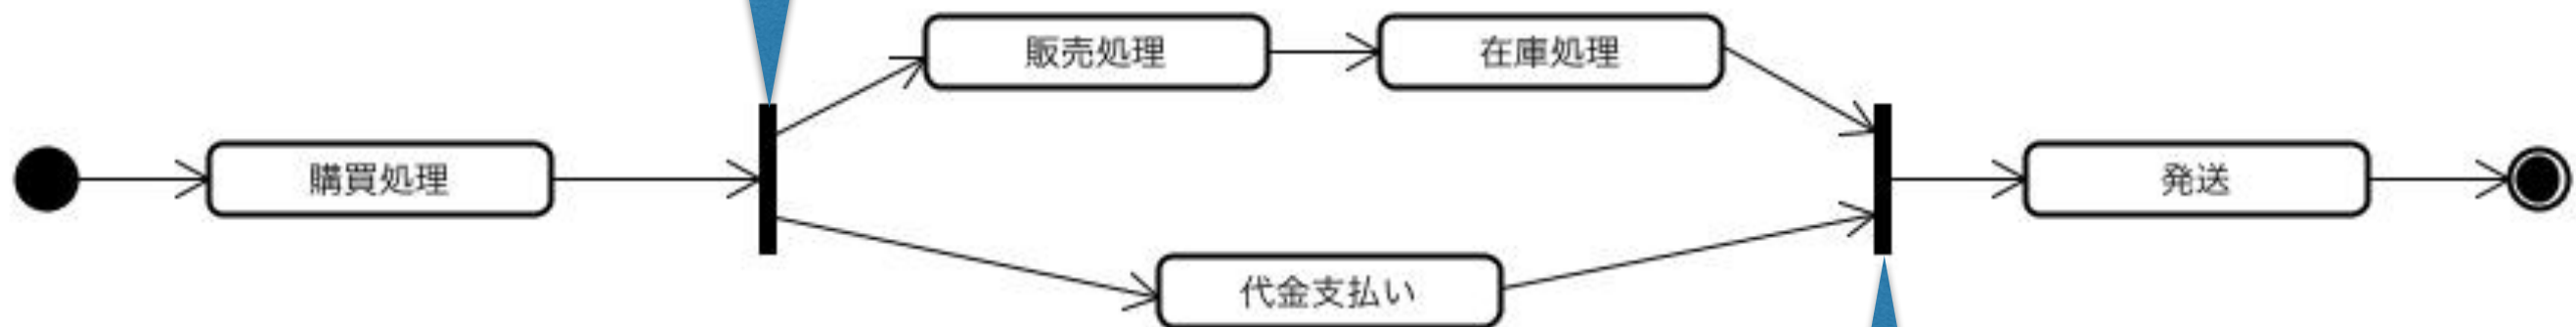 購買処理
販売処理
在庫処理
代金支払い
発送